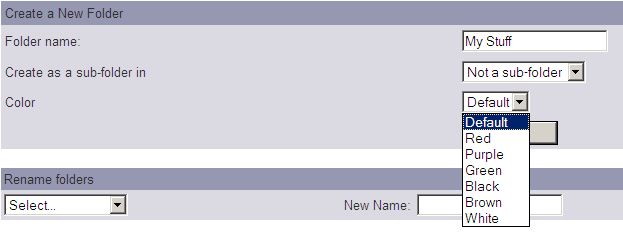 Create a New Folder
Folder name: My Stuff
Create as a sub-folder in Not a sub-folder
Color Default
Default
Red
Purple
Green
Black
Brown
White
Rename folders
Select... New Name: